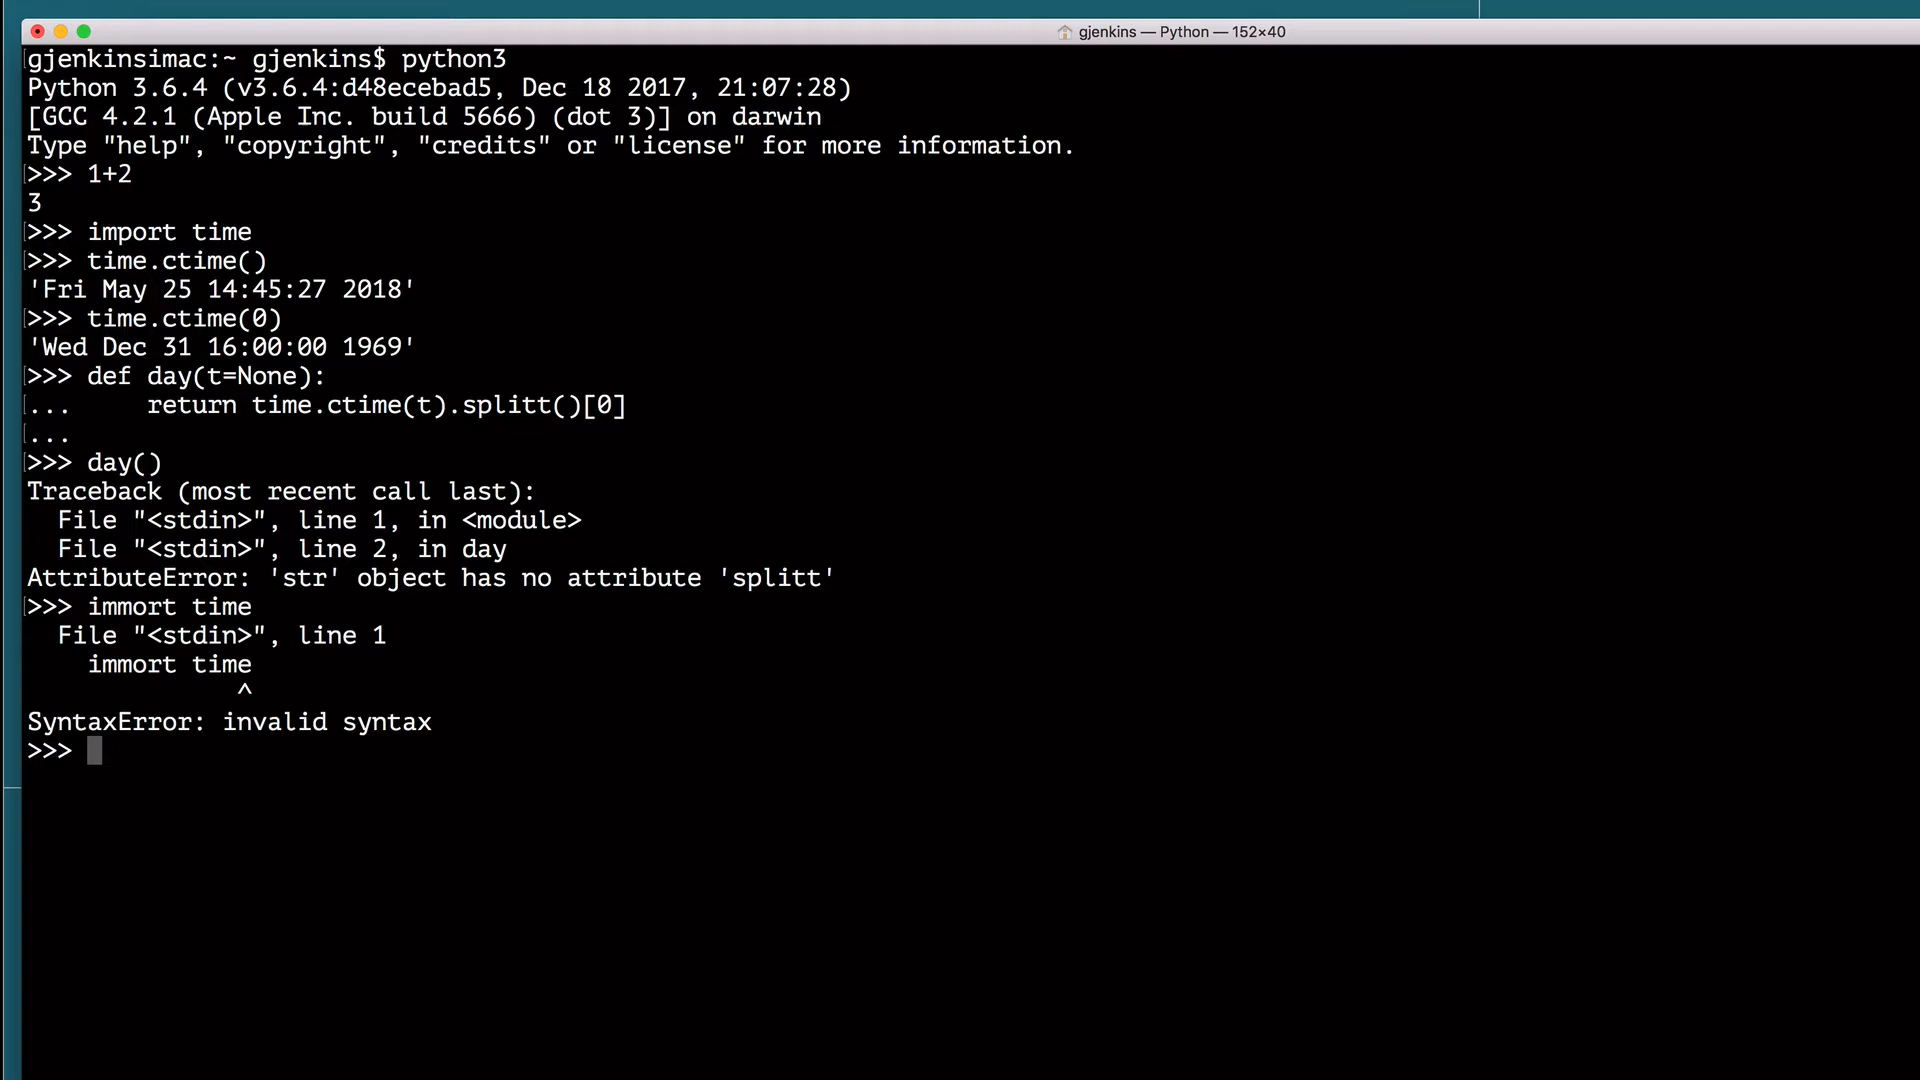 gjenkins — Python — 152×40
gjenkinsimac:~ gjenkins$ python3
Python 3.6.4 (v3.6.4:d48ecebad5, Dec 18 2017, 21:07:28)
[GCC 4.2.1 (Apple Inc. build 5666) (dot 3)] on darwin
Type "help", "copyright", "credits" or "license" for more information.
>>> 1+2
3
>>> import time
>>> time.ctime()
'Fri May 25 14:45:27 2018'
>>> time.ctime(0)
'Wed Dec 31 16:00:00 1969'
>>> def day(t=None):
...     return time.ctime(t).splitt()[0]
...
>>> day()
Traceback (most recent call last):
  File "<stdin>", line 1, in <module>
  File "<stdin>", line 2, in day
AttributeError: 'str' object has no attribute 'splitt'
>>> immort time
  File "<stdin>", line 1
    immort time
              ^
SyntaxError: invalid syntax
>>>